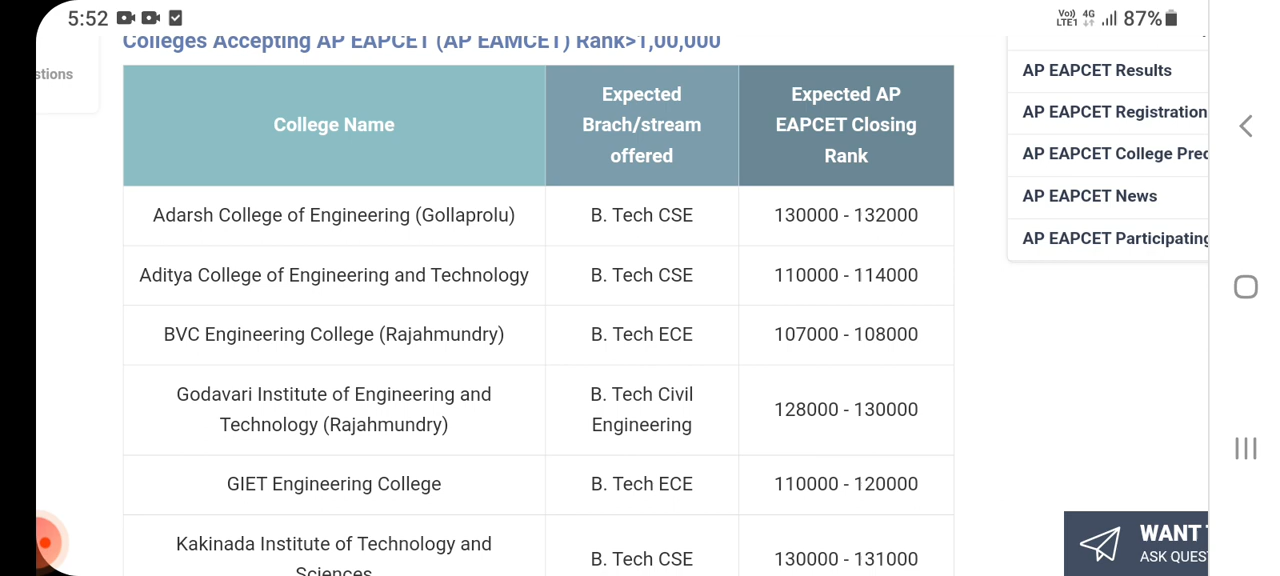 5:52
Vo)) 4G
LTE1 87%
Colleges Accepting AP EAPCET (AP EAMCET) Rank>1,00,000
stions
College Name
Expected
Brach/stream
offered
Expected AP
EAPCET Closing
Rank
Adarsh College of Engineering (Gollaprolu)
B. Tech CSE
130000 - 132000
Aditya College of Engineering and Technology
B. Tech CSE
110000 - 114000
BVC Engineering College (Rajahmundry)
B. Tech ECE
107000 - 108000
Godavari Institute of Engineering and
Technology (Rajahmundry)
B. Tech Civil
Engineering
128000 - 130000
GIET Engineering College
B. Tech ECE
110000 - 120000
Kakinada Institute of Technology and
Sciences
B. Tech CSE
130000 - 131000
AP EAPCET Results
AP EAPCET Registration
AP EAPCET College Pred
AP EAPCET News
AP EAPCET Participating
WANT
ASK QUES